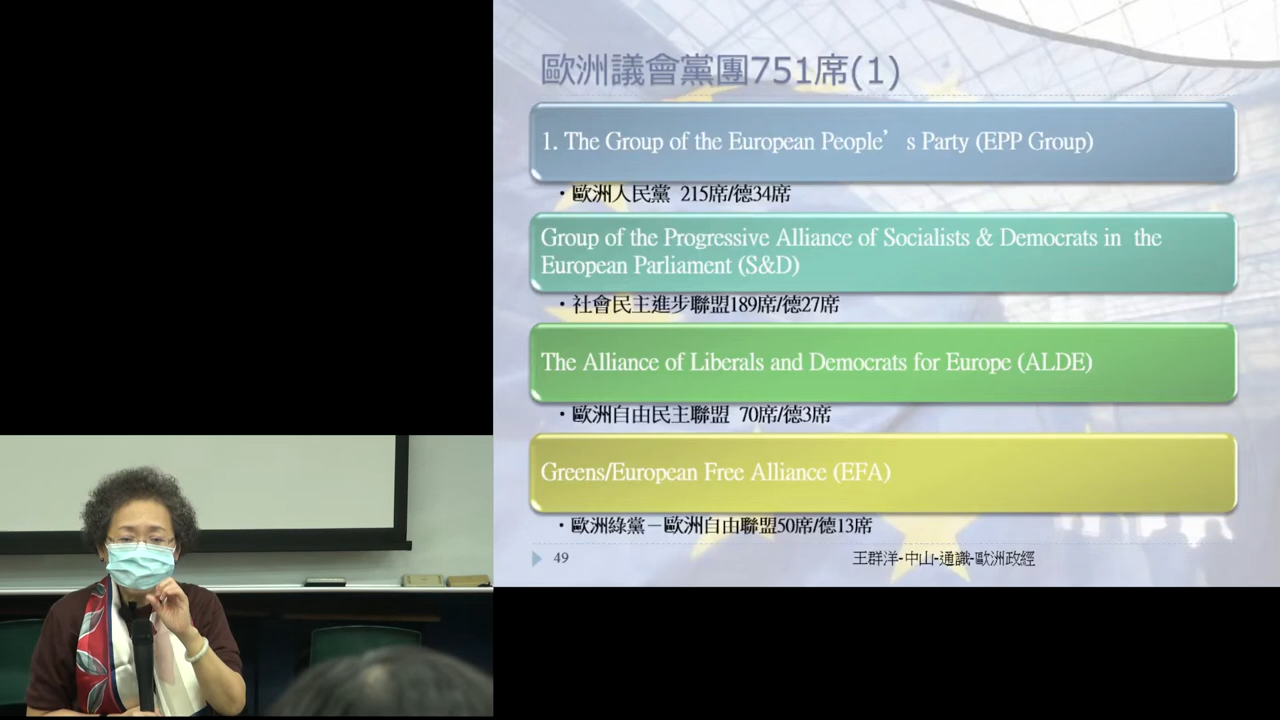 歐洲議會黨團751席(1)
1. The Group of the European People’s Party (EPP Group)
・歐洲人民黨 215席/德34席
Group of the Progressive Alliance of Socialists & Democrats in the
European Parliament (S&D)
・社會民主進步聯盟189席/德27席
The Alliance of Liberals and Democrats for Europe (ALDE)
・歐洲自由民主聯盟 70席/德3席
Greens/European Free Alliance (EFA)
・歐洲綠黨－歐洲自由聯盟50席/德13席
49
王群洋-中山-通識-歐洲政經